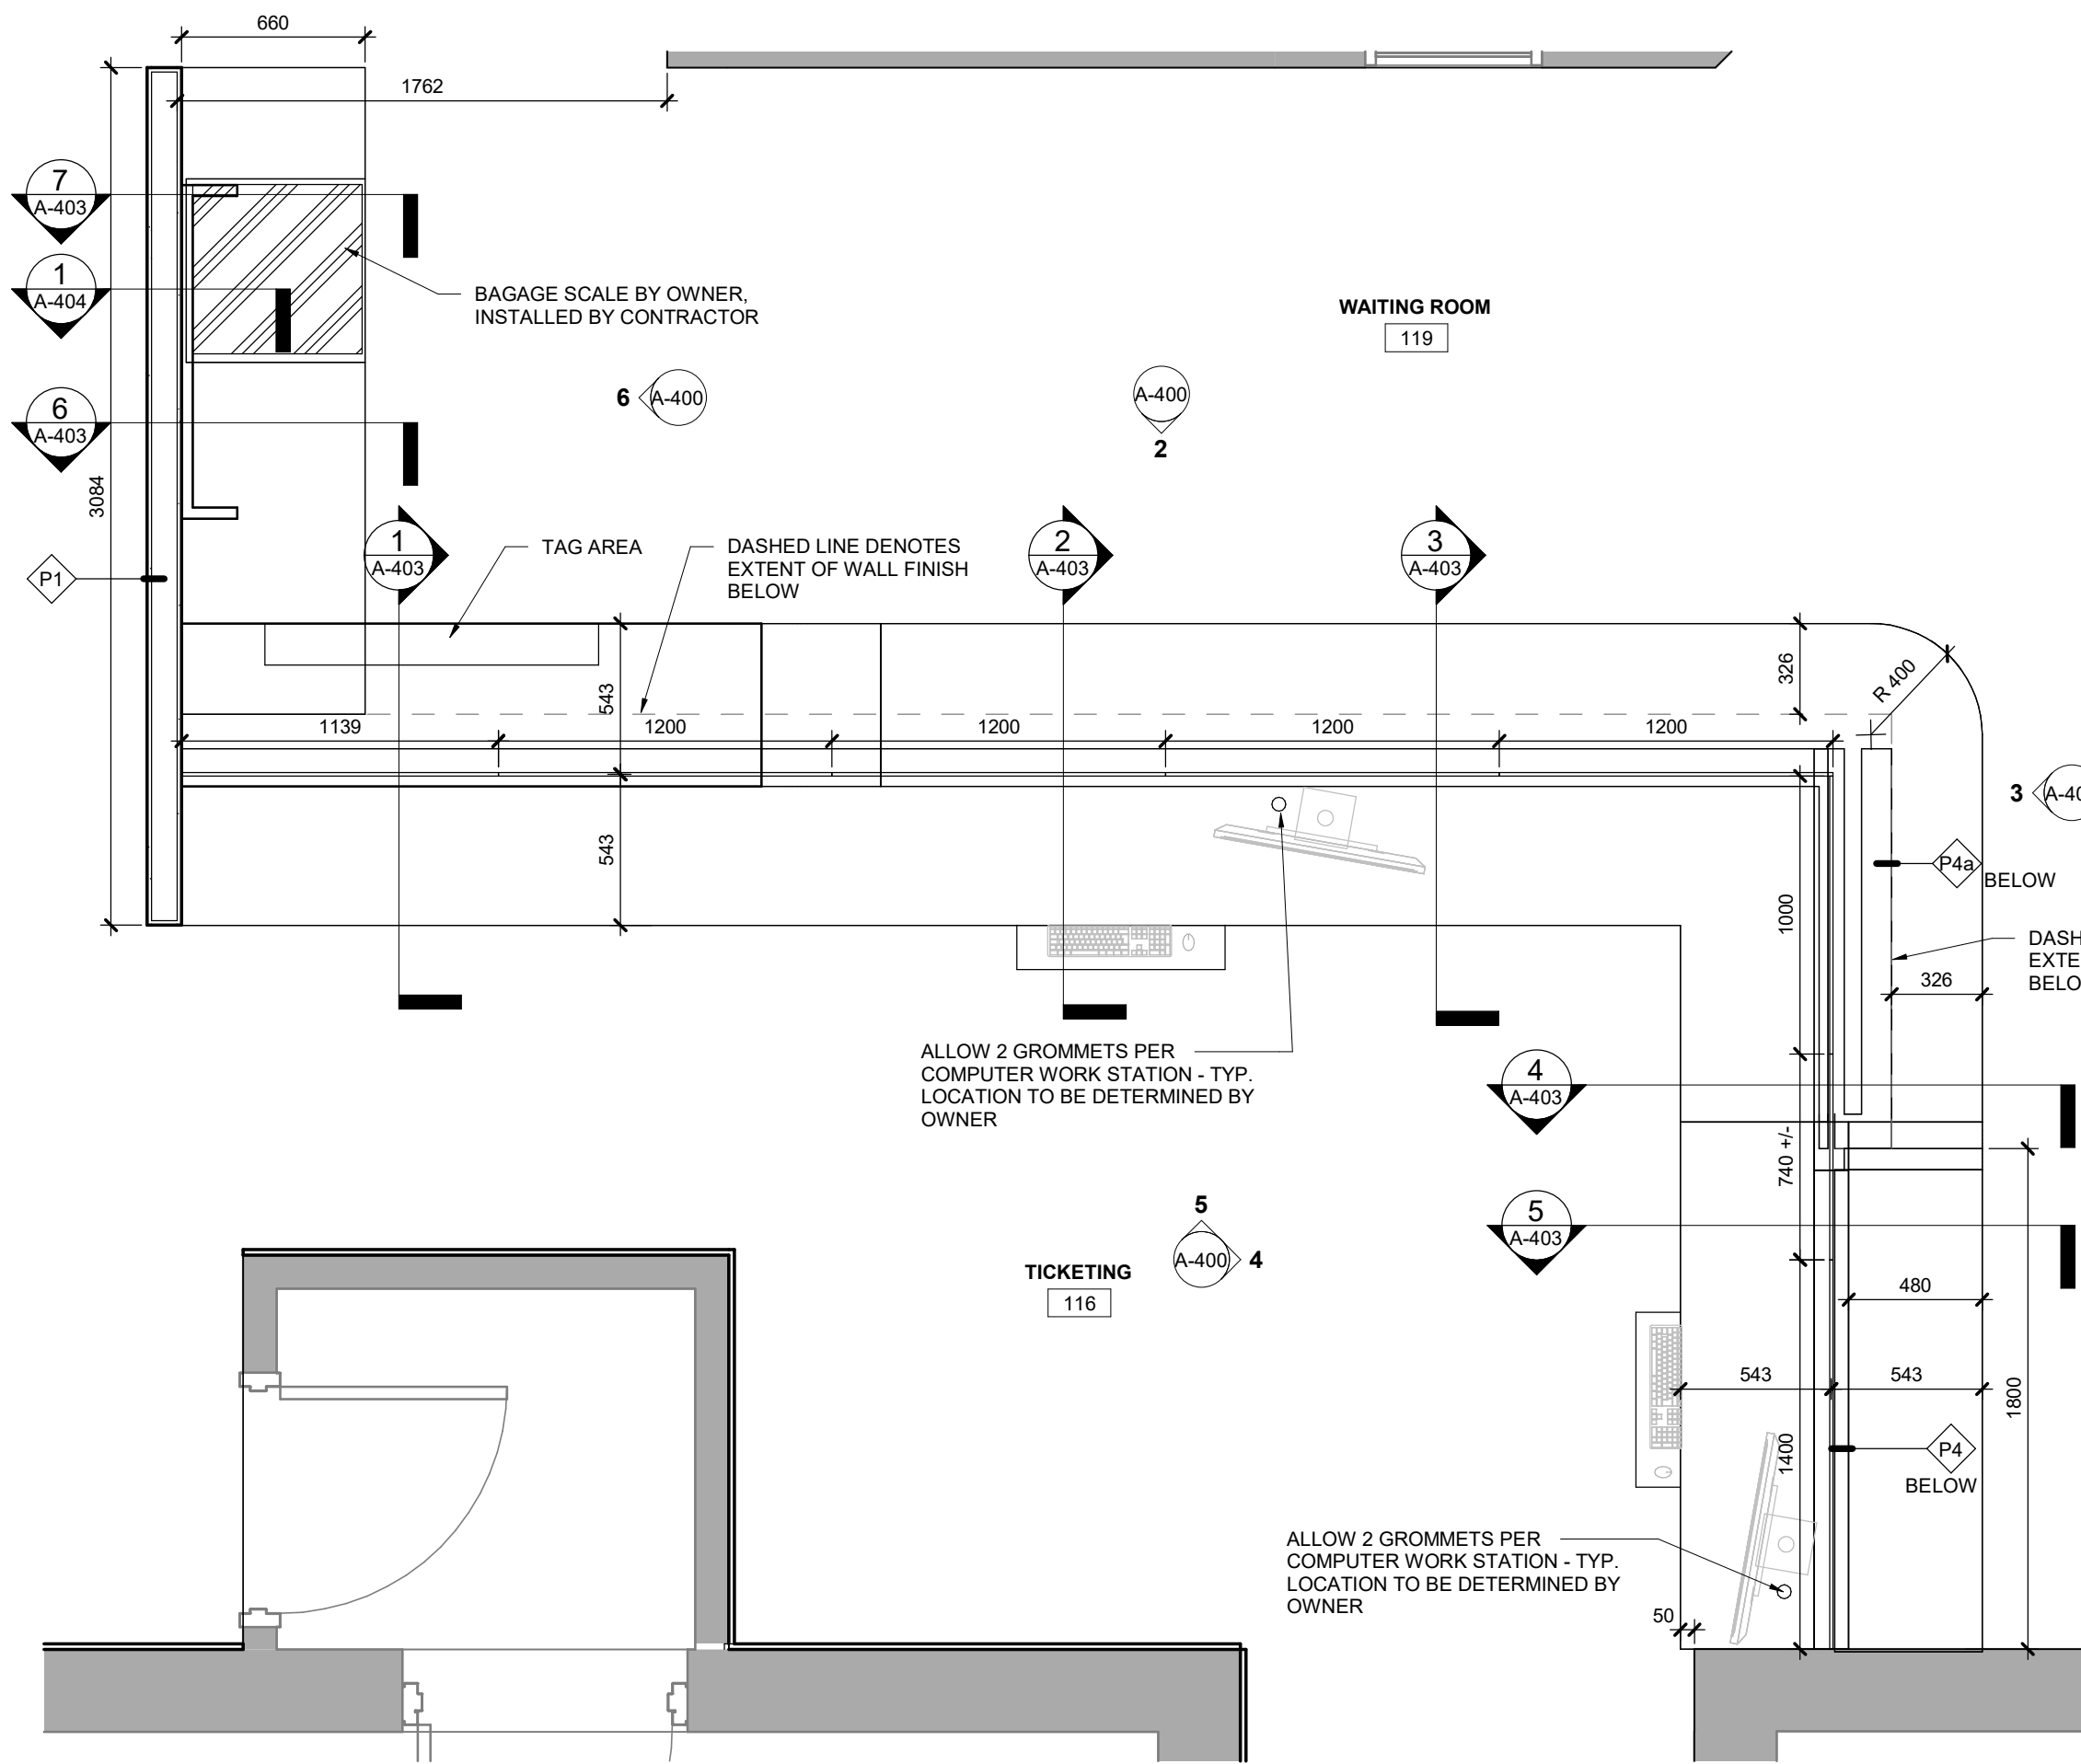 660
1762
7
A-403
1
A-404
BAGAGE SCALE BY OWNER,
INSTALLED BY CONTRACTOR
WAITING ROOM
119
6 A-400
A-400
2
6
A-403
3084
1
A-403
TAG AREA
DASHED LINE DENOTES
EXTENT OF WALL FINISH
BELOW
2
A-403
3
A-403
P1
543
326
R 400
1139
1200
1200
1200
1200
3 A-40
543
P4a
BELOW
1000
DASH
EXTE
BELO
326
ALLOW 2 GROMMETS PER
COMPUTER WORK STATION - TYP.
LOCATION TO BE DETERMINED BY
OWNER
4
A-403
740 +/-
5
A-400 4
5
A-403
TICKETING
116
480
543
543
1800
1400
P4
BELOW
ALLOW 2 GROMMETS PER
COMPUTER WORK STATION - TYP.
LOCATION TO BE DETERMINED BY
OWNER
50